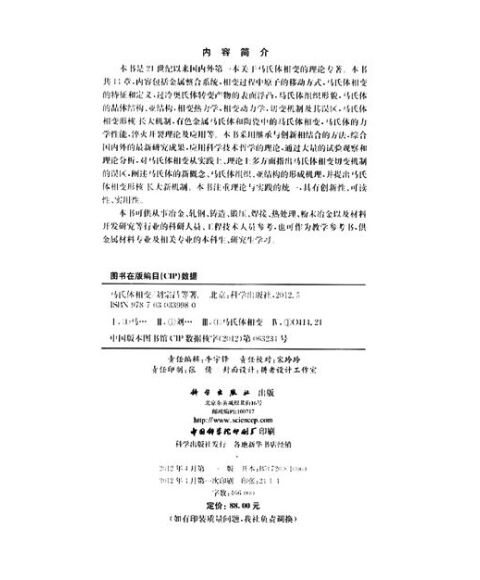 内 容 简 介
本书是21世纪以来国内外第一本关于马氏体相变的理论专著。本书
共14章,内容包括金属整合系统,相变过程中原子的移动方式,马氏体相变
的特征和定义,过冷奥氏体转变产物的表面浮凸,马氏体组织形貌,马氏体
的晶体结构、亚结构,相变热力学,相变动力学,切变机制及其误区,马氏体
相变形核长大机制,有色金属马氏体和陶瓷中的马氏体相变,马氏体的力
学性能,淬火开裂理论及应用等。本书采用继承与创新相结合的方法,综合
国内外的最新研究成果,应用科学技术哲学的理论,通过大量的试验观察和
理论分析,对马氏体相变从实践上、理论上多方面指出马氏体相变切变机制
的误区,阐述马氏体的新概念、马氏体组织、亚结构的形成机理,并提出马氏
体相变形核长大新机制。本书注重理论与实践的统一,具有创新性、可读
性、实用性。
本书可供从事冶金、轧钢、铸造、锻压、焊接、热处理、粉末冶金以及材料
开发研究等行业的科研人员、工程技术人员参考,也可作为教学参考书,供
金属材料专业及相关专业的本科生、研究生学习。
图书在版编目(CIP)数据
马氏体相变/刘宗昌等著. 北京:科学出版社,2012.5
ISBN 978-7-03-033998-0
Ⅰ.①马… Ⅱ.①刘… Ⅲ.①马氏体相变 Ⅳ.①O414.21
中国版本图书馆CIP数据核字(2012)第063231号
责任编辑:牛宇锋 责任校对:宋玲玲
责任印制:张 倩 封面设计:耕者设计工作室
科 学 出 版 社 出版
北京东黄城根北街16号
邮政编码:100717
http://www.sciencep.com
中国科学院印刷厂印刷
科学出版社发行 各地新华书店经销
2012年4月第一版 开本:B5(720×1000)
2012年4月第一次印刷 印张:
字数:
定价:88.00元
(如有印装质量问题,我社负责调换)